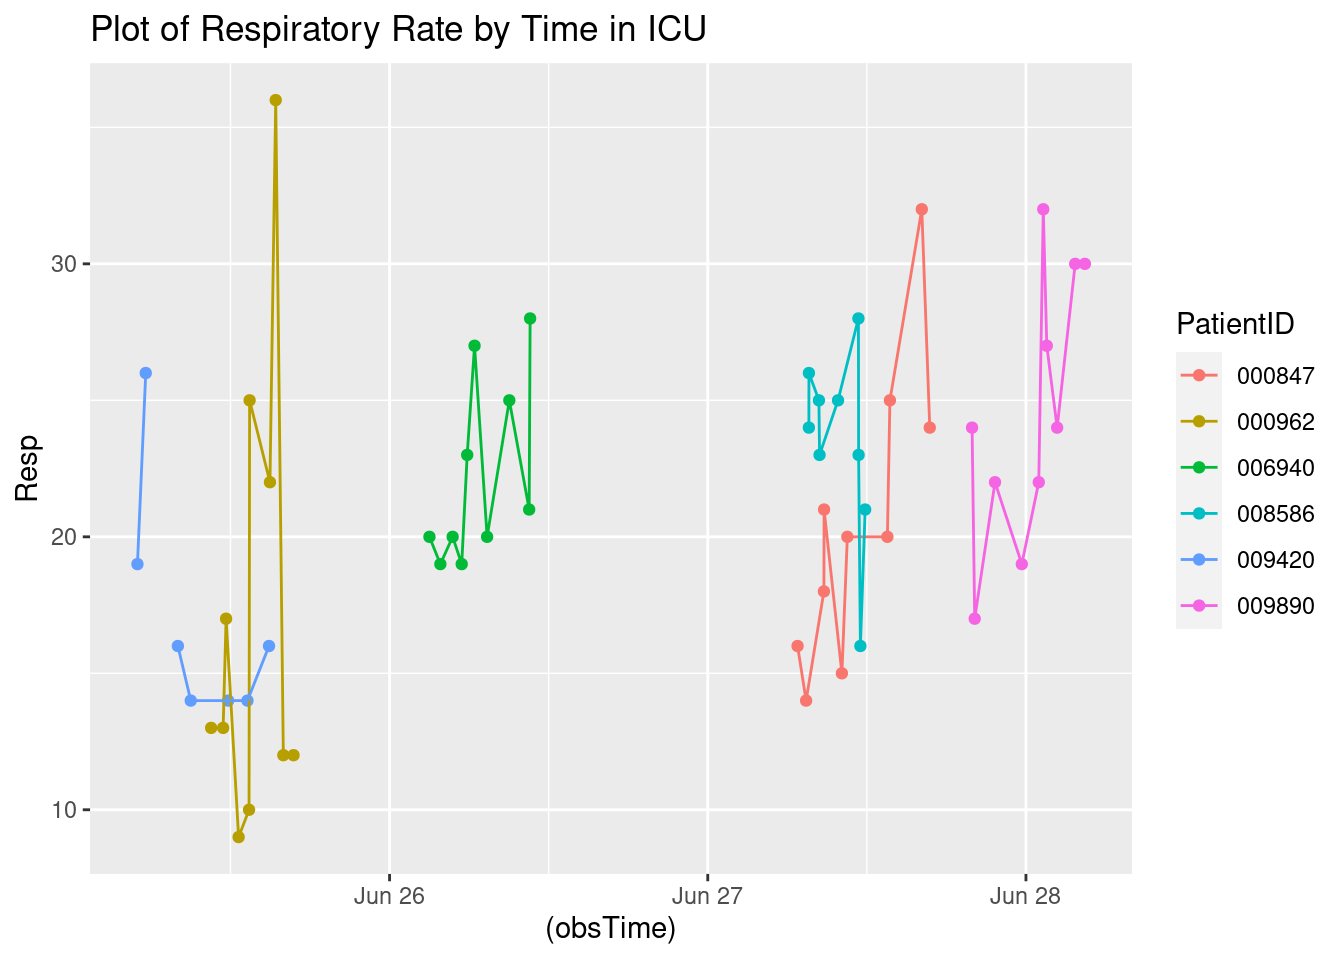 Plot of Respiratory Rate by Time in ICU
Resp
30
20
10
Jun 26
Jun 27
Jun 28
(obsTime)
PatientID
000847
000962
006940
008586
009420
009890